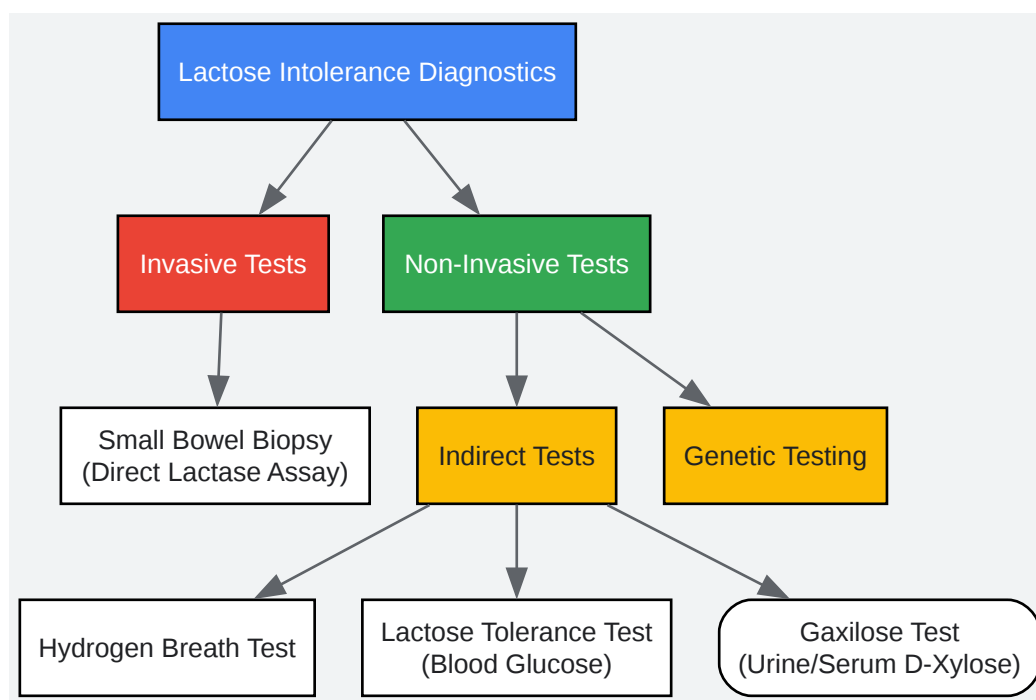 Lactose Intolerance Diagnostics
Invasive Tests
Non-Invasive Tests
Small Bowel Biopsy
(Direct Lactase Assay)
Indirect Tests
Genetic Testing
Hydrogen Breath Test
Lactose Tolerance Test
(Blood Glucose)
Gaxilose Test
(Urine/Serum D-Xylose)